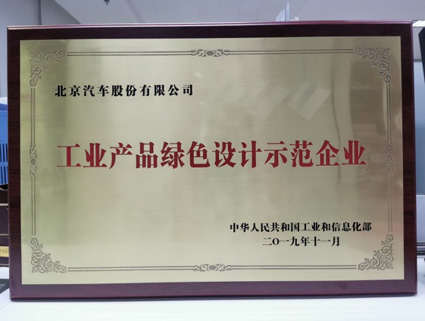 北京汽车股份有限公司
工业产品绿色设计示范企业
中华人民共和国工业和信息化部
二〇一九年十一月